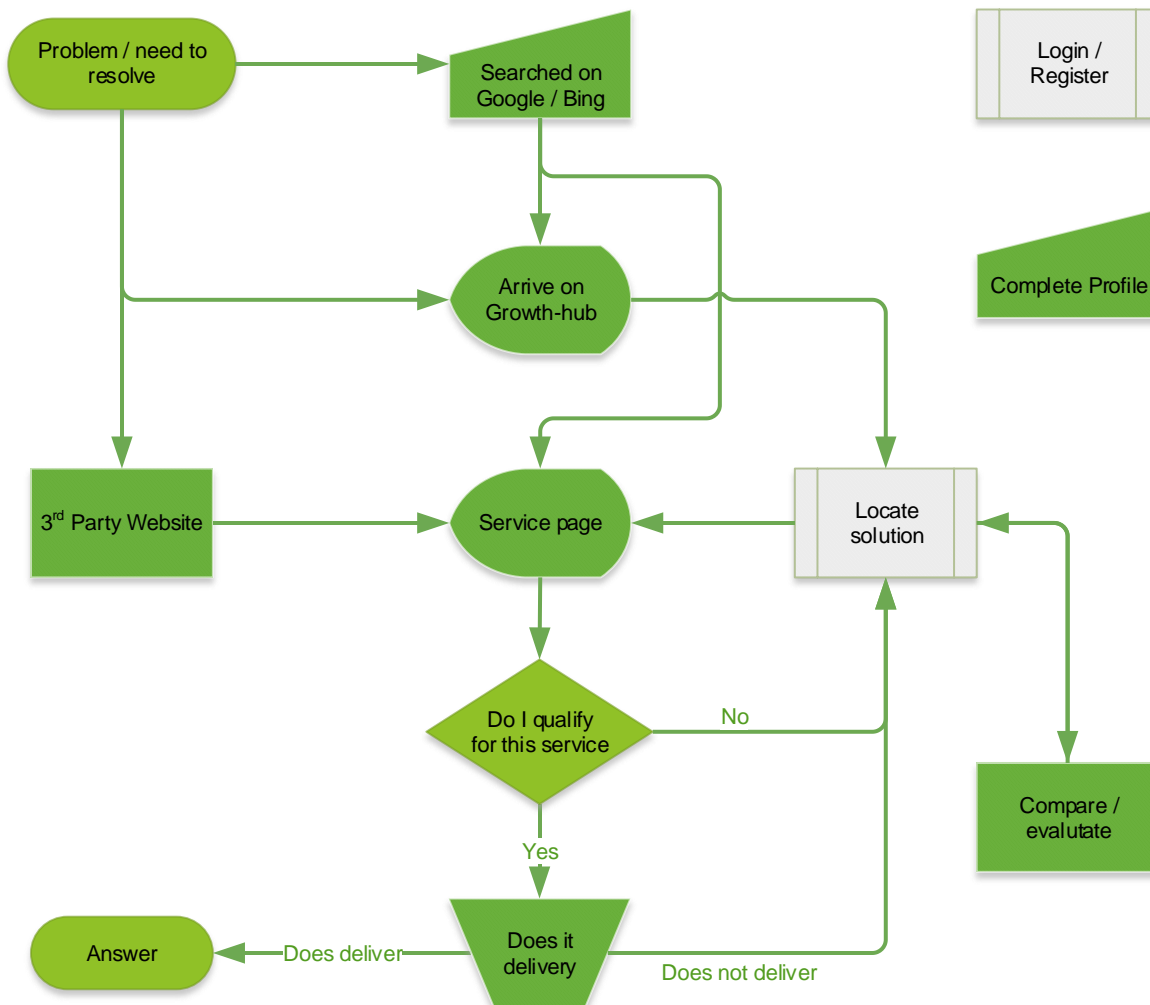 Problem / need to
resolve
Searched on
Google / Bing
Login /
Register
Arrive on
Growth-hub
Complete Profile
3rd Party Website
Service page
Locate
solution
Do I qualify
for this service
No
Compare /
evalutate
Yes
Answer
Does deliver
Does it
delivery
Does not deliver